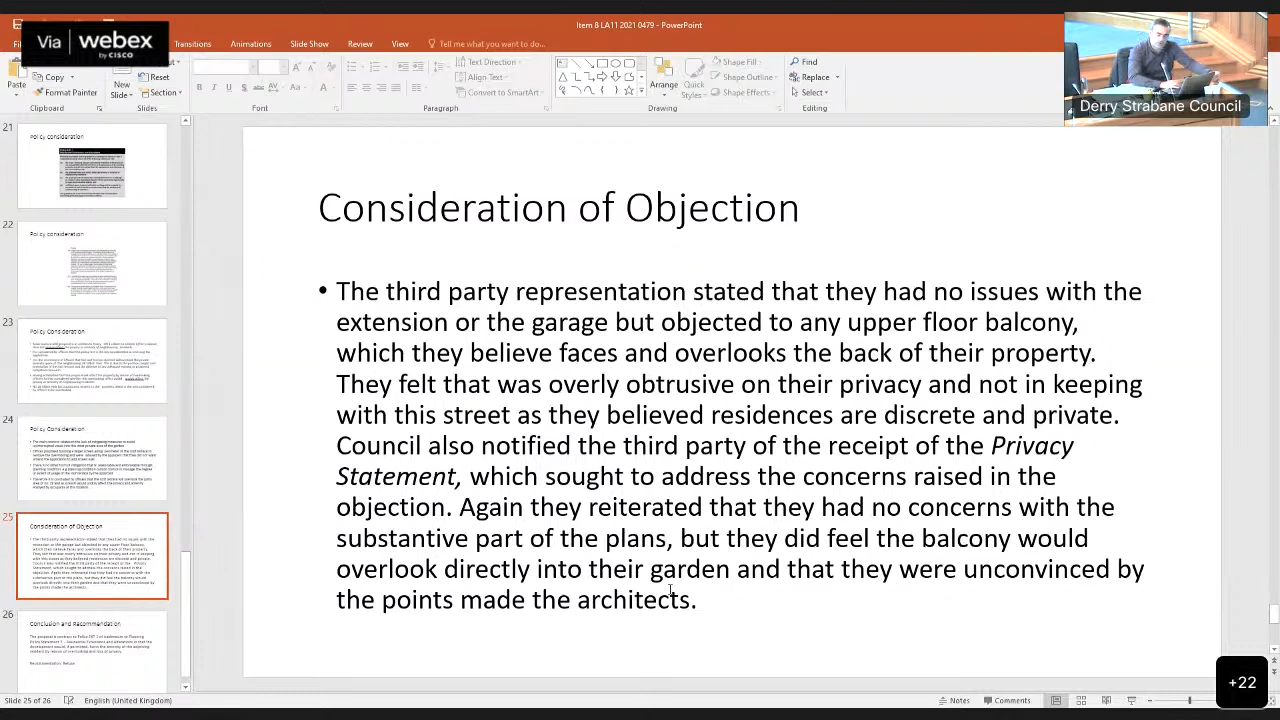 Via webex
by CISCO
Item 8 LA11 2021 0479 - PowerPoint
Transitions Animations Slide Show Review View Tell me what you want to do...
Paste
Copy
Format Painter
Clipboard
New
Slide
Reset
Section
Slides
Font
Text Direction
Align Text
Convert to SmartArt
Paragraph
Arrange
Quick
Styles
Shape Fill
Shape Outline
Shape Effects
Drawing
Find
Replace
Select
Editing
Derry Strabane Council
21
Policy consideration
22
Policy consideration
23
Policy Consideration
24
Policy Consideration
25
Consideration of Objection
26
Conclusion and Recommendation
Recommendation: Refuse
Consideration of Objection
• The third party representation stated that they had no issues with the
extension or the garage but objected to any upper floor balcony,
which they believe faces and overlooks the back of their property.
They felt that was overly obtrusive on their privacy and not in keeping
with this street as they believed residences are discrete and private.
Council also notified the third party of the receipt of the Privacy
Statement, which sought to address the concerns raised in the
objection. Again they reiterated that they had no concerns with the
substantive part of the plans, but they did feel the balcony would
overlook directly into their garden and that they were unconvinced by
the points made the architects.
+22
Slide 25 of 26 English (United Kingdom) Notes Comments